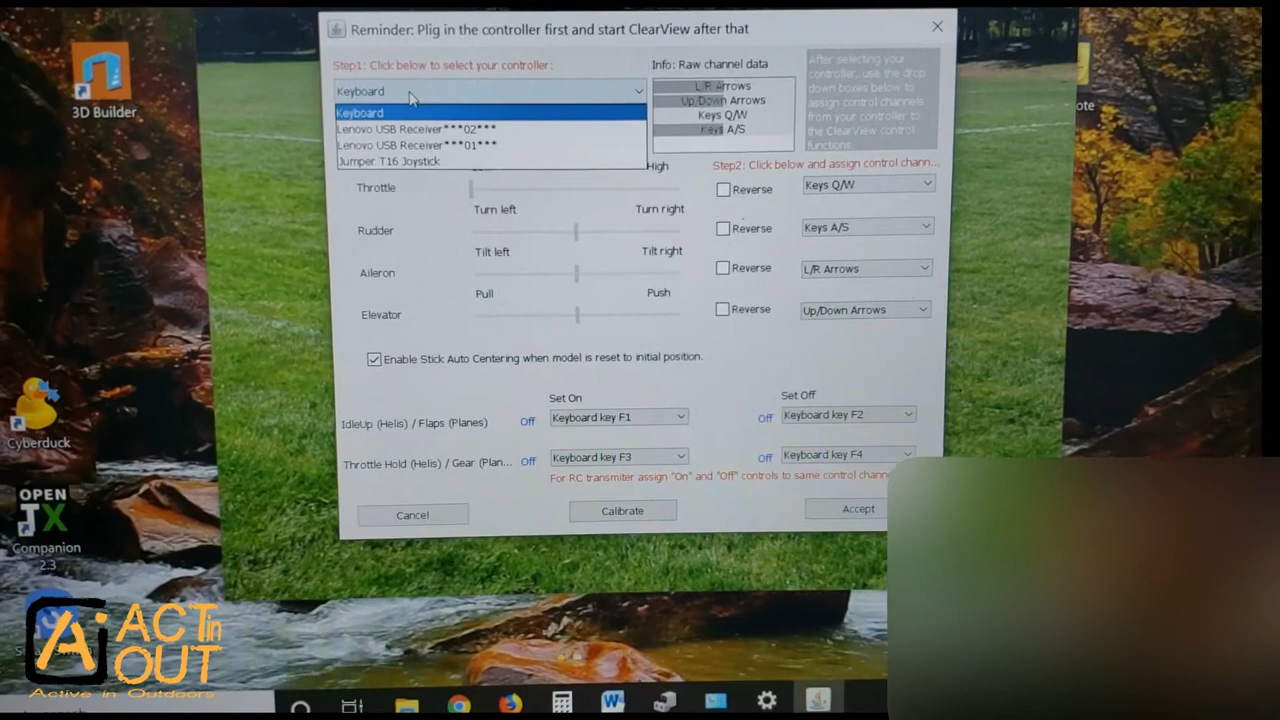 Reminder: Plig in the controller first and start ClearView after that
Step1: Click below to select your controller:
Info: Raw channel data
After selecting your
controller, use the drop
down boxes below to
assign control channels
from your controller to
the ClearView control
functions.
Keyboard
Keyboard
Lenovo USB Receiver***02***
Lenovo USB Receiver***01***
Jumper T16 Joystick
L/R Arrows
Up/Down Arrows
Keys Q/W
Keys A/S
High
Step2: Click below and assign control chann...
Throttle
Reverse
Keys Q/W
Turn left
Turn right
Rudder
Reverse
Keys A/S
Tilt left
Tilt right
Aileron
Reverse
L/R Arrows
Pull
Push
Elevator
Reverse
Up/Down Arrows
Enable Stick Auto Centering when model is reset to initial position.
Set On
Set Off
IdleUp (Helis) / Flaps (Planes)
Off
Keyboard key F1
Off
Keyboard key F2
Throttle Hold (Helis) / Gear (Plan...
Off
Keyboard key F3
Off
Keyboard key F4
For RC transmiter assign "On" and "Off" controls to same control chann
Cancel
Calibrate
Accept
3D Builder
Cyberduck
OPEN
TX
Companion
2.3
ote
Ai ACT in
OUT
Active in Outdoors